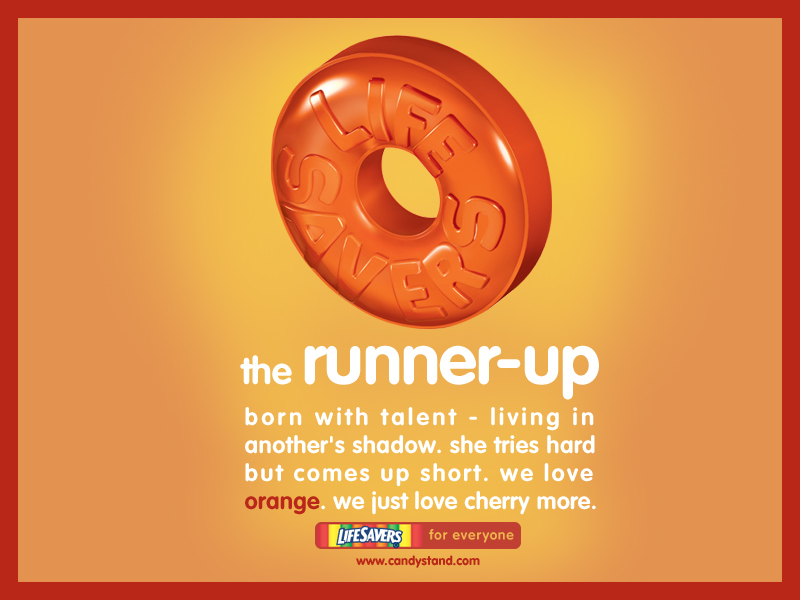 LIFE
SAVERS
the runner-up
born with talent - living in
another's shadow. she tries hard
but comes up short. we love
orange. we just love cherry more.
LIFESAVERS for everyone
www.candystand.com